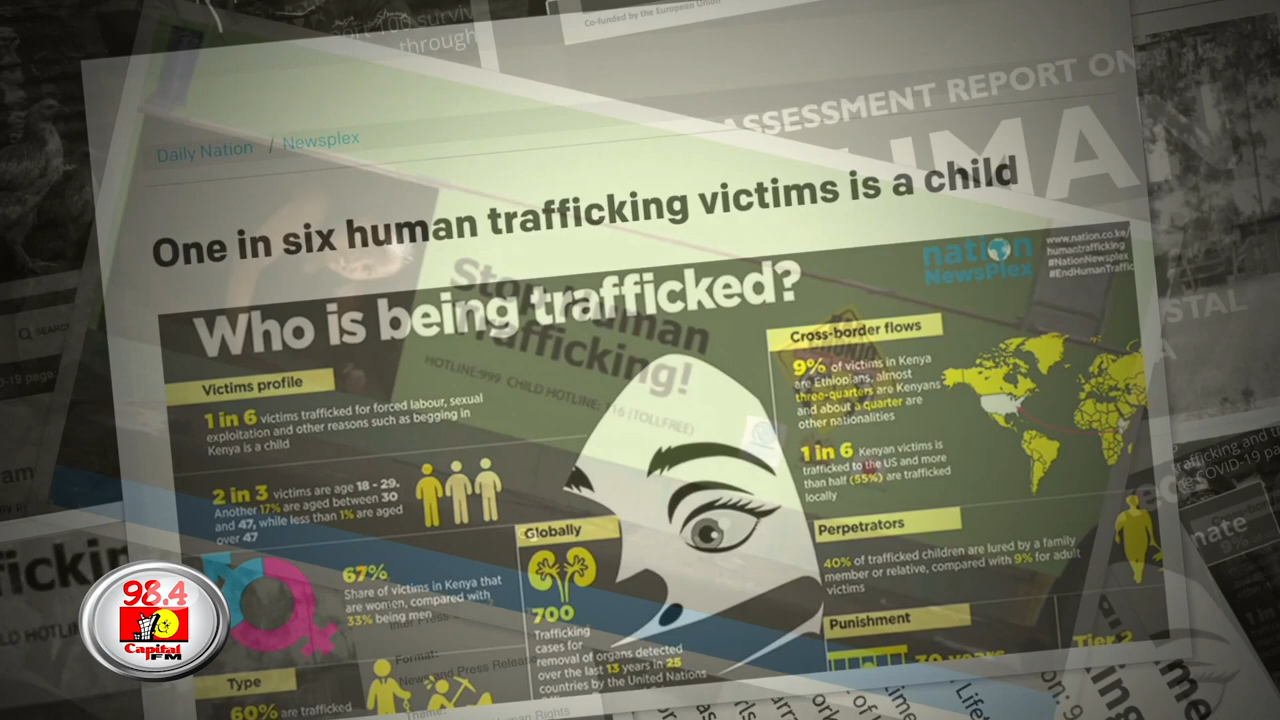 through
Co-funded by the European Union
ASSESSMENT REPORT ON
Daily Nation / Newsplex
One in six human trafficking victims is a child
nation
NewsPlex
www.nation.co.ke/
humantrafficking
#NationNewsplex
#EndHumanTraffic
Who is being trafficked?
Stop Human
Trafficking!
HOTLINE:999 CHILD HOTLINE: 116 (TOLLFREE)
Victims profile
1 in 6 victims trafficked for forced labour, sexual
exploitation and other reasons such as begging in
Kenya is a child
2 in 3 victims are age 18 - 29.
Another 17% are aged between 30
and 47, while less than 1% are aged
over 47
67%
Share of victims in Kenya that
are women, compared with
33% being men
Type
60% are trafficked
Globally
700
Trafficking
cases for
removal of organs detected
over the last 13 years in 25
countries by the United Nations
Cross-border flows
9% of victims in Kenya
are Ethiopians, almost
three-quarters are Kenyans
and about a quarter are
other nationalities
1 in 6 Kenyan victims is
trafficked to the US and more
than half (55%) are trafficked
locally
Perpetrators
40% of trafficked children are lured by a family
member or relative, compared with 9% for adult
victims
Punishment
30 years
Tier 2
SEARCH
Format:
98.4
Capital
FM